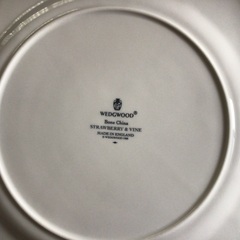 WEDGWOOD®
Bone China
STRAWBERRY & VINE
MADE IN ENGLAND